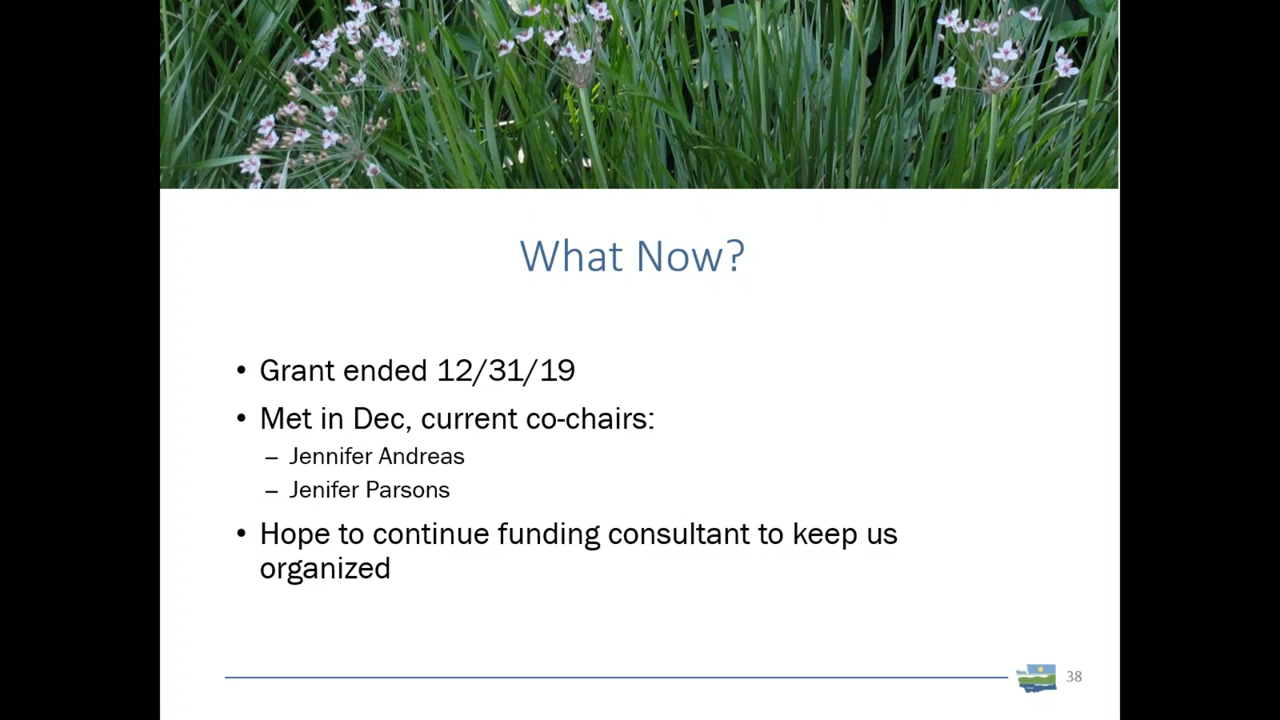 What Now?
• Grant ended 12/31/19
• Met in Dec, current co-chairs:
– Jennifer Andreas
– Jenifer Parsons
• Hope to continue funding consultant to keep us
organized
38